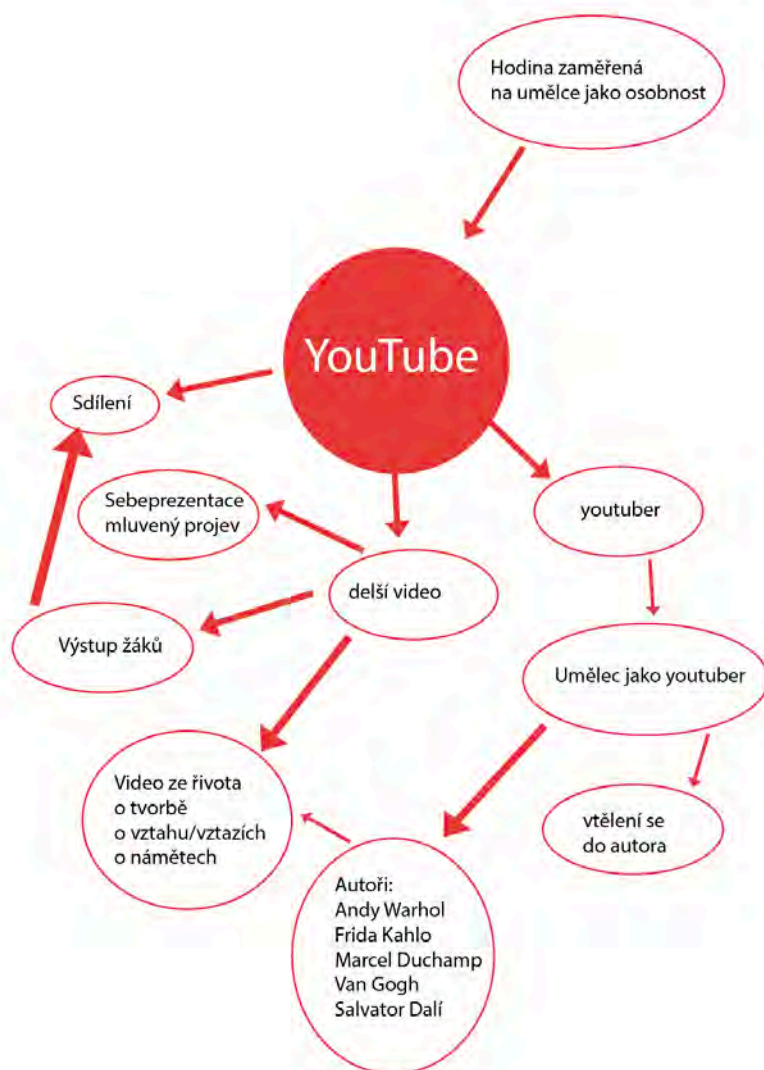 Hodina zaměřená
na umělce jako osobnost
YouTube
Sdílení
Sebeprezentace
mluvený projev
youtuber
delší video
Výstup žáků
Umělec jako youtuber
Video ze řivota
o tvorbě
o vztahu/vztazích
o námětech
vtělení se
do autora
Autoři:
Andy Warhol
Frida Kahlo
Marcel Duchamp
Van Gogh
Salvator Dalí